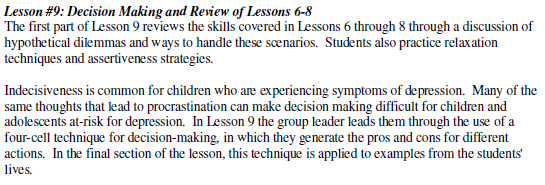 Lesson #9: Decision Making and Review of Lessons 6-8
The first part of Lesson 9 reviews the skills covered in Lessons 6 through 8 through a discussion of
hypothetical dilemmas and ways to handle these scenarios.  Students also practice relaxation
techniques and assertiveness strategies.

Indecisiveness is common for children who are experiencing symptoms of depression.  Many of the
same thoughts that lead to procrastination can make decision making difficult for children and
adolescents at-risk for depression.  In Lesson 9 the group leader leads them through the use of a
four-cell technique for decision-making, in which they generate the pros and cons for different
actions.  In the final section of the lesson, this technique is applied to examples from the students'
lives.